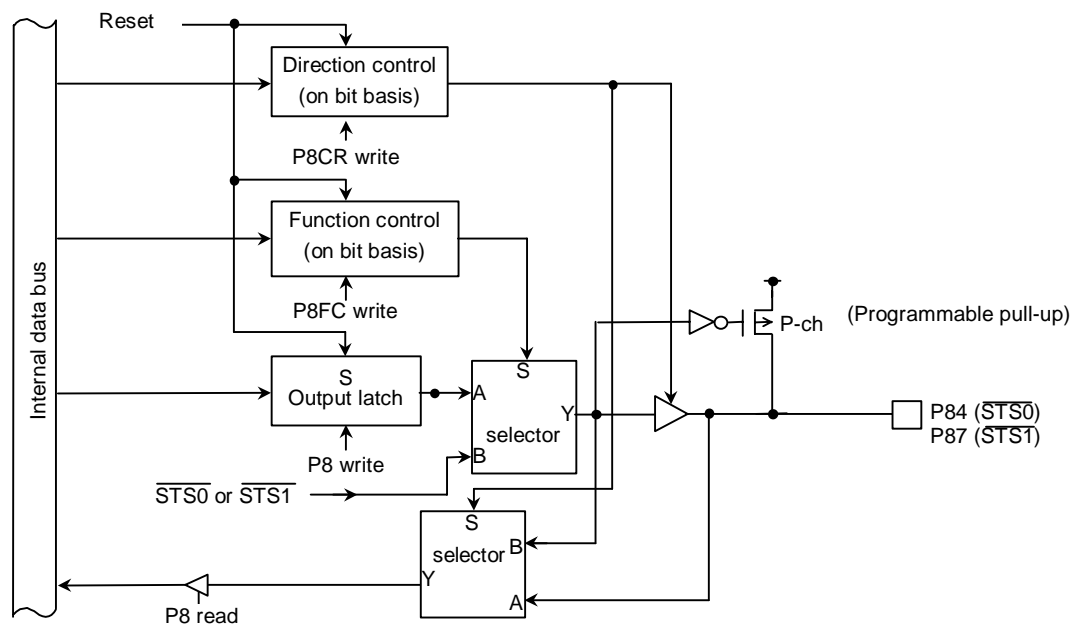 Reset
Direction control
(on bit basis)
P8CR write
Function control
(on bit basis)
P8FC write
Internal data bus
S
Output latch
P8 write
S
A
Y
selector
B
P-ch
(Programmable pull-up)
P84 (STS0)
P87 (STS1)
STS0 or STS1
S
B
selector
Y
A
P8 read